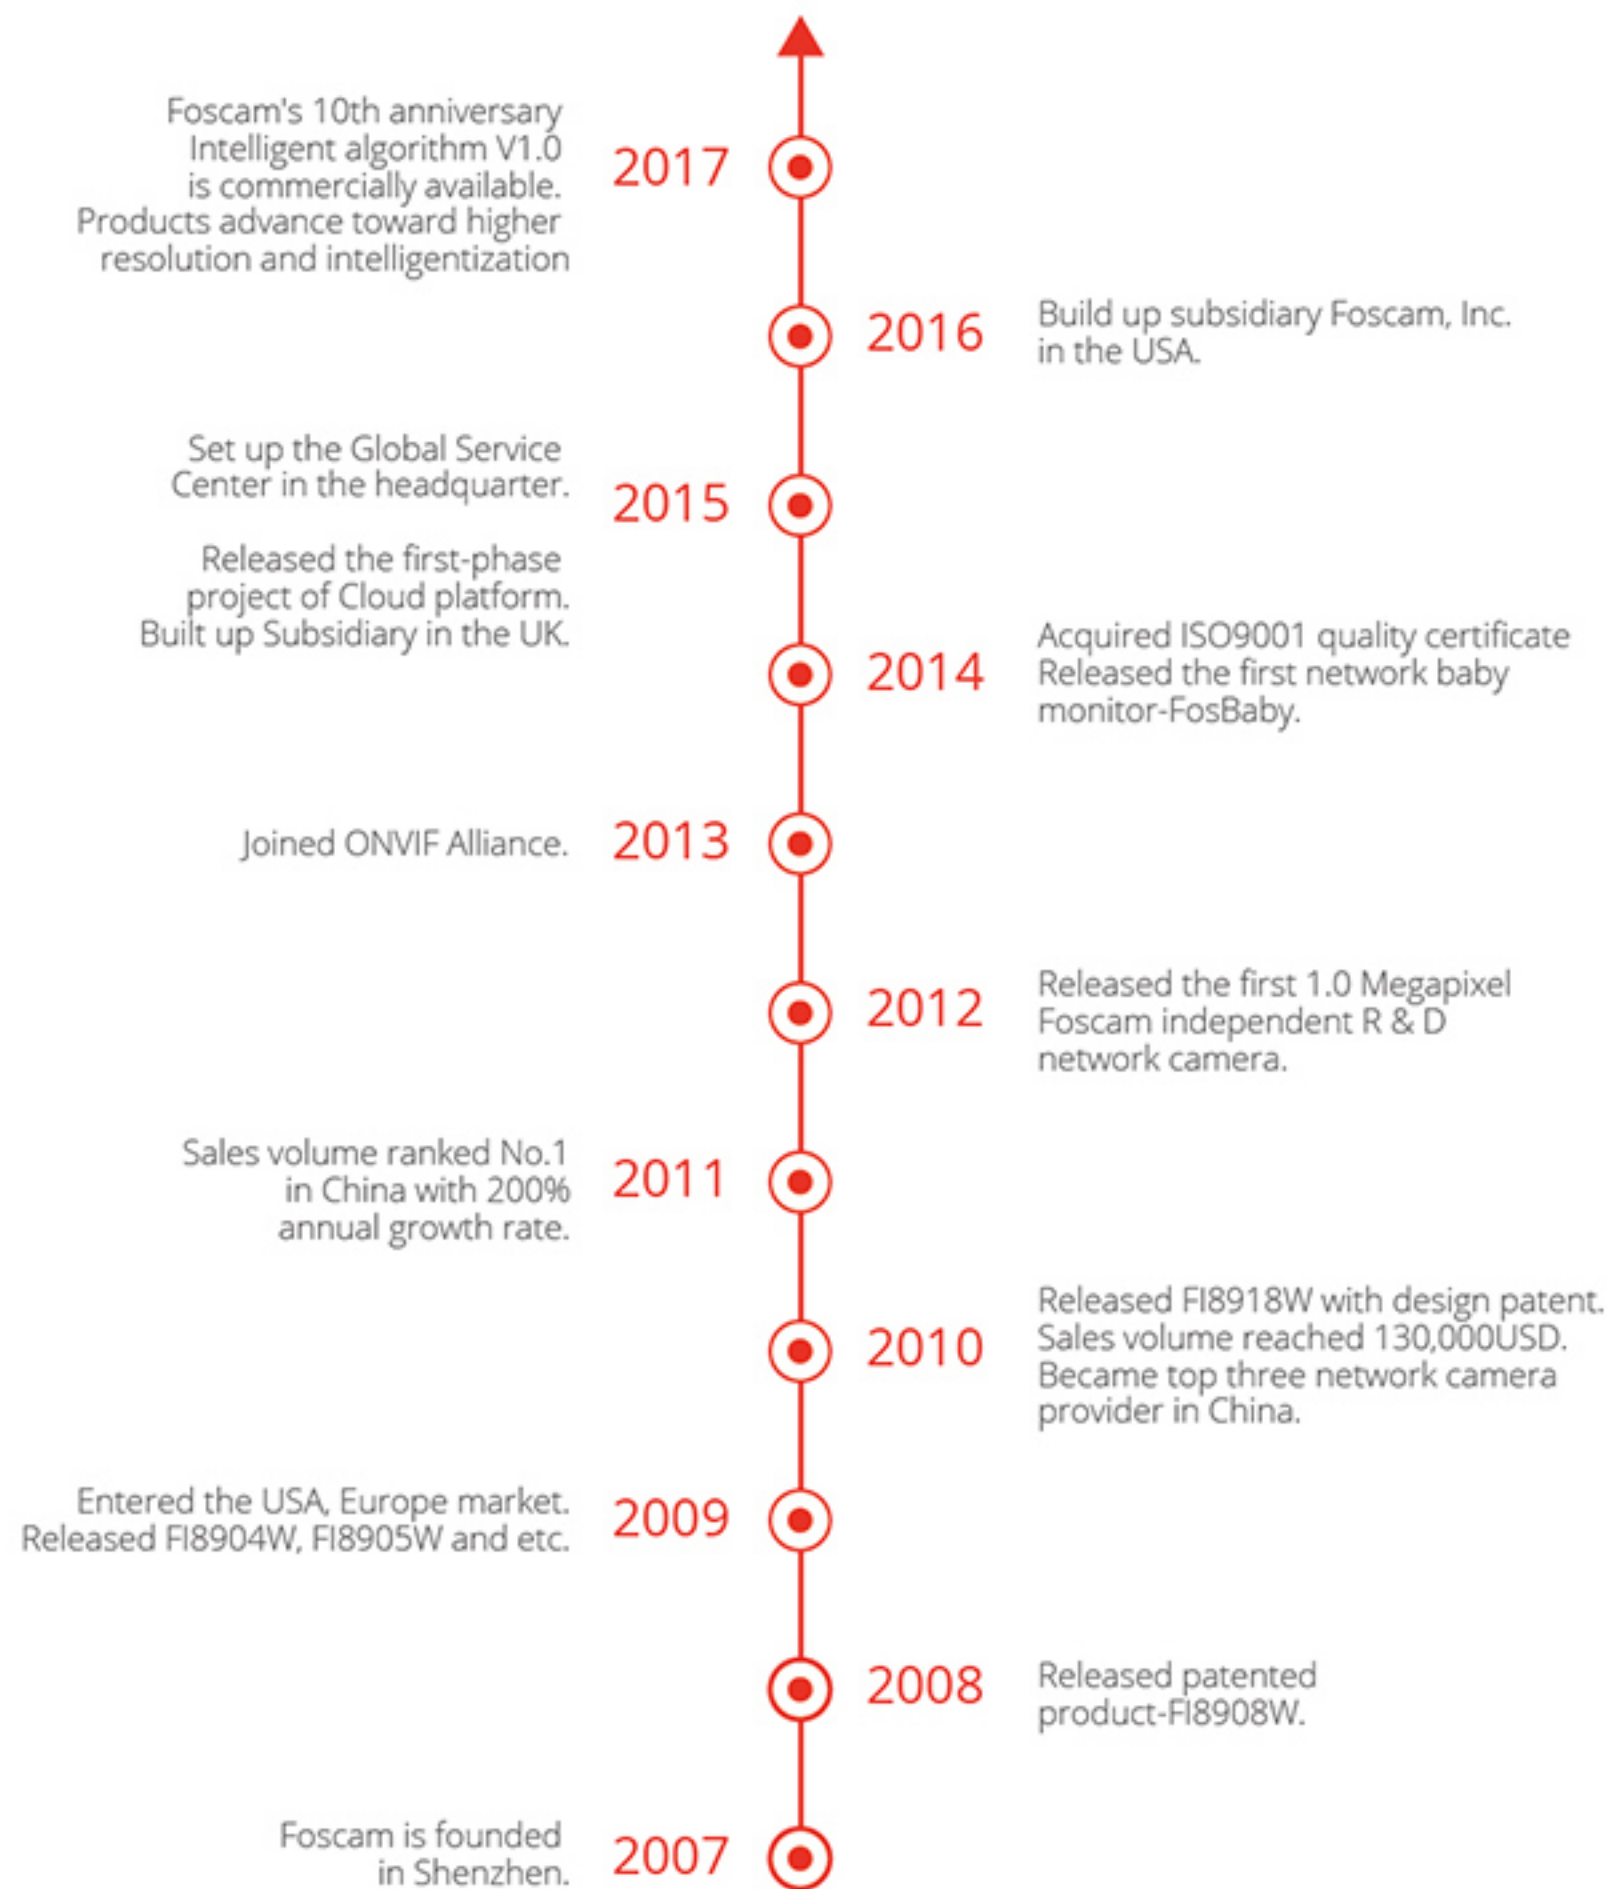 Foscam's 10th anniversary
Intelligent algorithm V1.0
is commercially available.
Products advance toward higher
resolution and intelligentization
2017
2016
Build up subsidiary Foscam, Inc.
in the USA.
Set up the Global Service
Center in the headquarter.
2015
Released the first-phase
project of Cloud platform.
Built up Subsidiary in the UK.
2014
Acquired ISO9001 quality certificate
Released the first network baby
monitor-FosBaby.
Joined ONVIF Alliance.
2013
2012
Released the first 1.0 Megapixel
Foscam independent R & D
network camera.
Sales volume ranked No.1
in China with 200%
annual growth rate.
2011
2010
Released FI8918W with design patent.
Sales volume reached 130,000USD.
Became top three network camera
provider in China.
Entered the USA, Europe market.
Released FI8904W, FI8905W and etc.
2009
2008
Released patented
product-FI8908W.
Foscam is founded
in Shenzhen.
2007